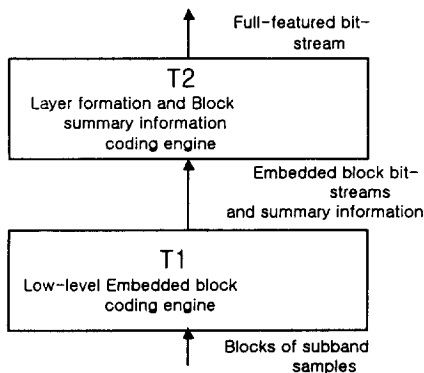 Full-featured bit-
stream
T2
Layer formation and Block
summary information
coding engine
Embedded block bit-
streams
and summary information
T1
Low-level Embedded block
coding engine
Blocks of subband
samples